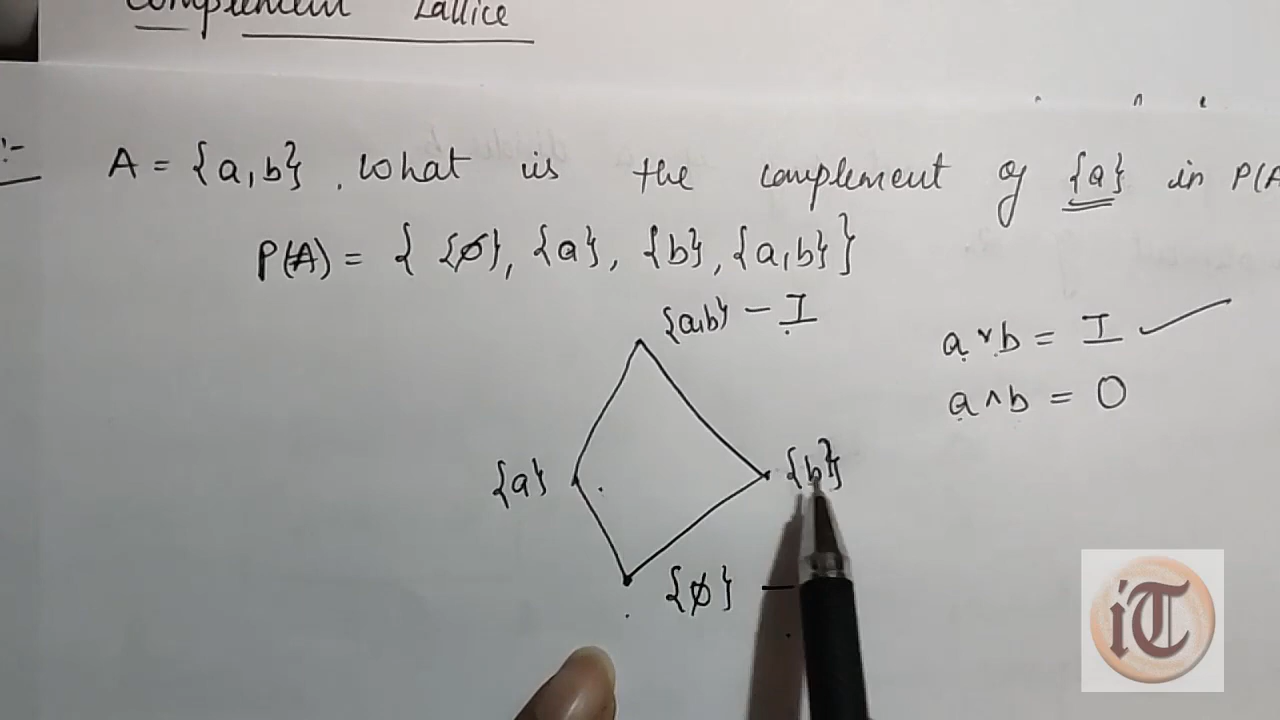 Complement Lattice
:-
A = {a,b}. What is the complement of {a} in P(A
P(A) = { {ϕ}, {a}, {b}, {a,b} }
{a,b} - I
a ∨ b = I ✓
a ∧ b = 0
{a}
{b}
{ϕ} -
iT